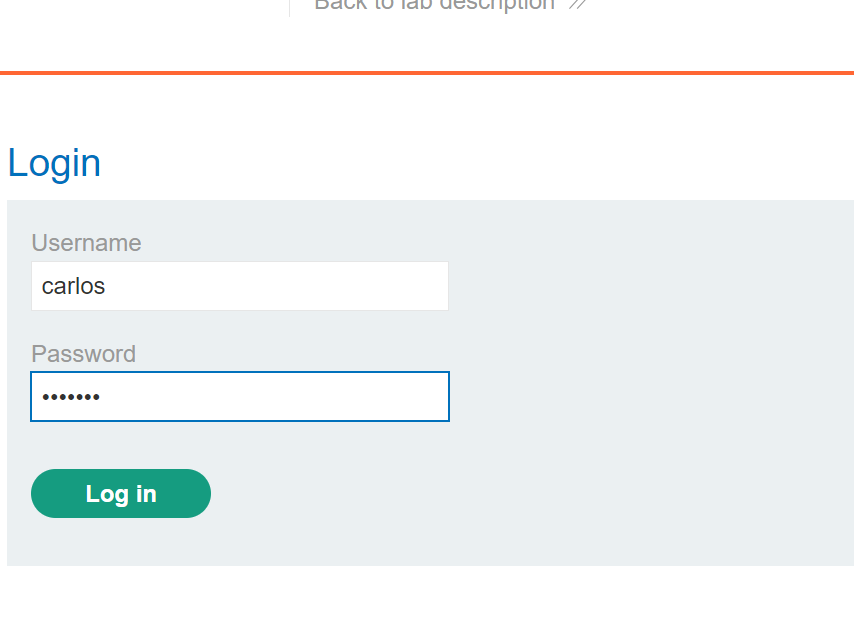 Back to lab description
Login
Username
carlos
Password
•••••••
Log in